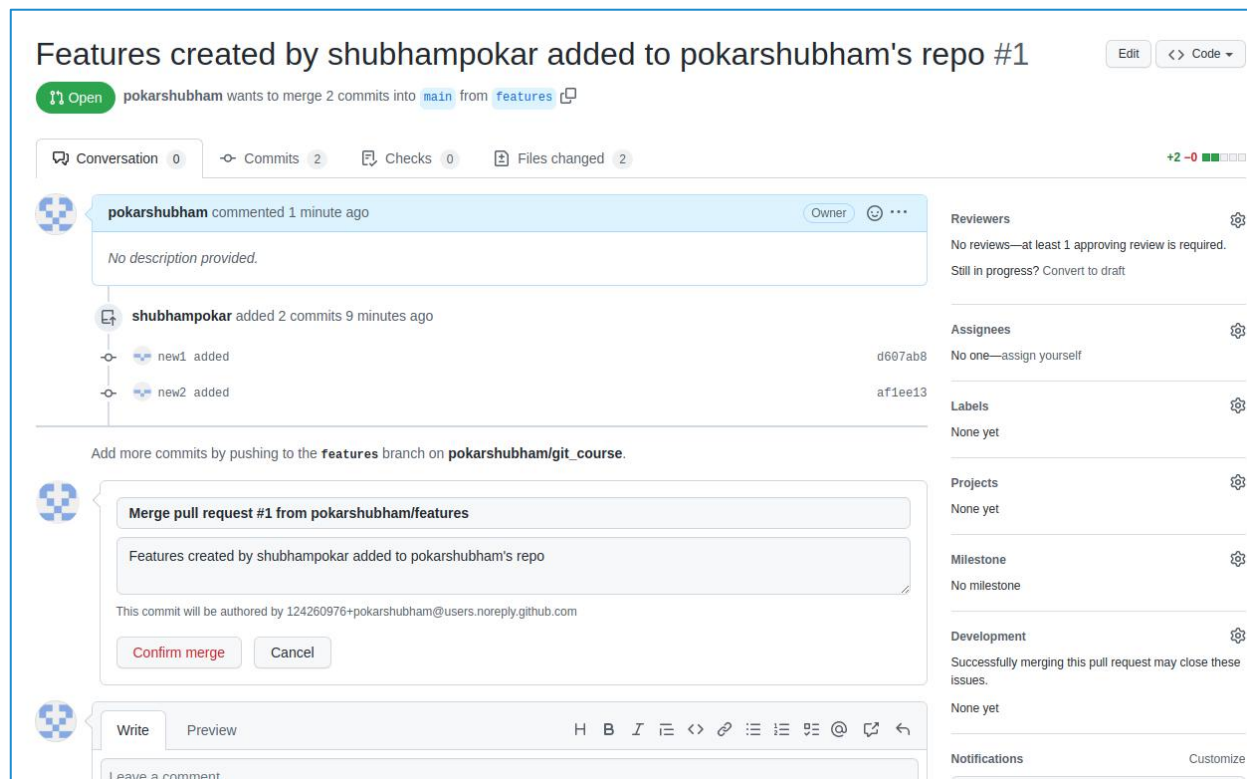 Features created by shubhampokar added to pokarshubham's repo #1
Edit
<> Code
Open
pokarshubham wants to merge 2 commits into main from features
Conversation 0
Commits 2
Checks 0
Files changed 2
+2 −0
pokarshubham commented 1 minute ago
Owner
No description provided.
shubhampokar added 2 commits 9 minutes ago
new1 added
d607ab8
new2 added
af1ee13
Add more commits by pushing to the features branch on pokarshubham/git_course.
Merge pull request #1 from pokarshubham/features
Features created by shubhampokar added to pokarshubham's repo
This commit will be authored by 124260976+pokarshubham@users.noreply.github.com
Confirm merge
Cancel
Write
Preview
H B I
Leave a comment
Reviewers
No reviews—at least 1 approving review is required.
Still in progress? Convert to draft
Assignees
No one—assign yourself
Labels
None yet
Projects
None yet
Milestone
No milestone
Development
Successfully merging this pull request may close these
issues.
None yet
Notifications
Customize